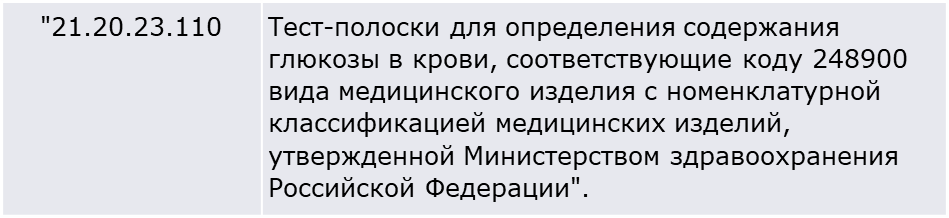 "21.20.23.110
Тест-полоски для определения содержания
глюкозы в крови, соответствующие коду 248900
вида медицинского изделия с номенклатурной
классификацией медицинских изделий,
утвержденной Министерством здравоохранения
Российской Федерации".